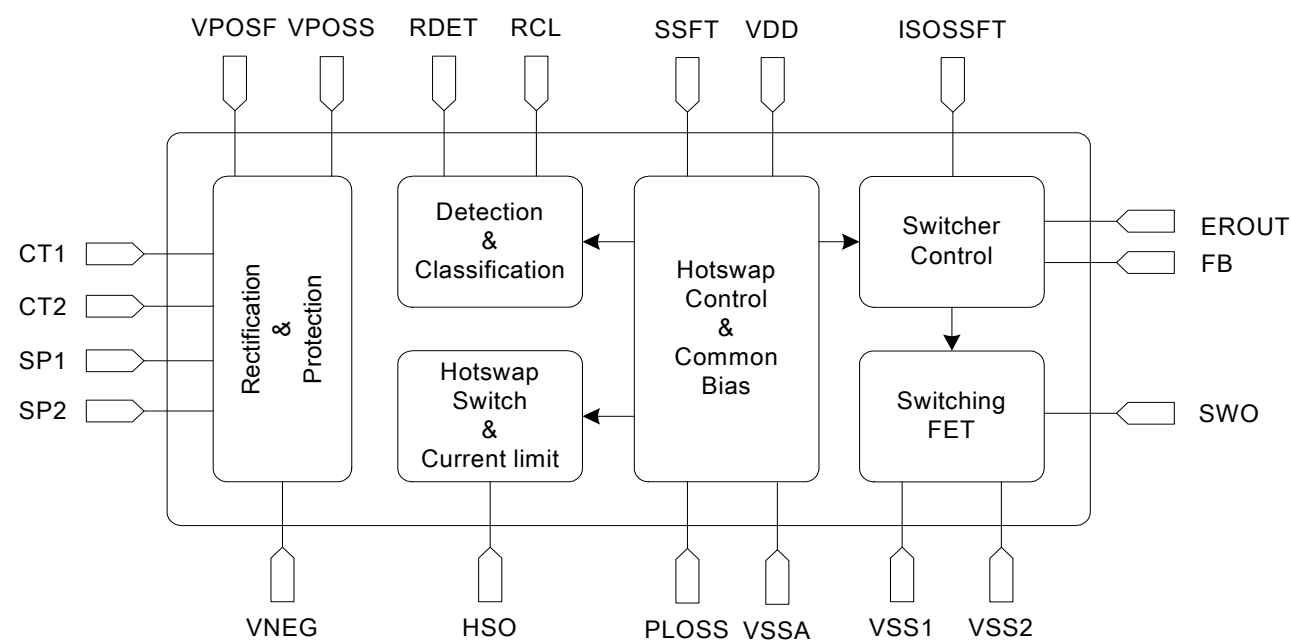 VPOSF
VPOSS
RDET
RCL
SSFT
VDD
ISOSSFT
CT1
CT2
SP1
SP2
Rectification
&
Protection
Detection
&
Classification
Hotswap
Switch
&
Current limit
Hotswap
Control
&
Common
Bias
Switcher
Control
Switching
FET
EROUT
FB
SWO
VNEG
HSO
PLOSS
VSSA
VSS1
VSS2